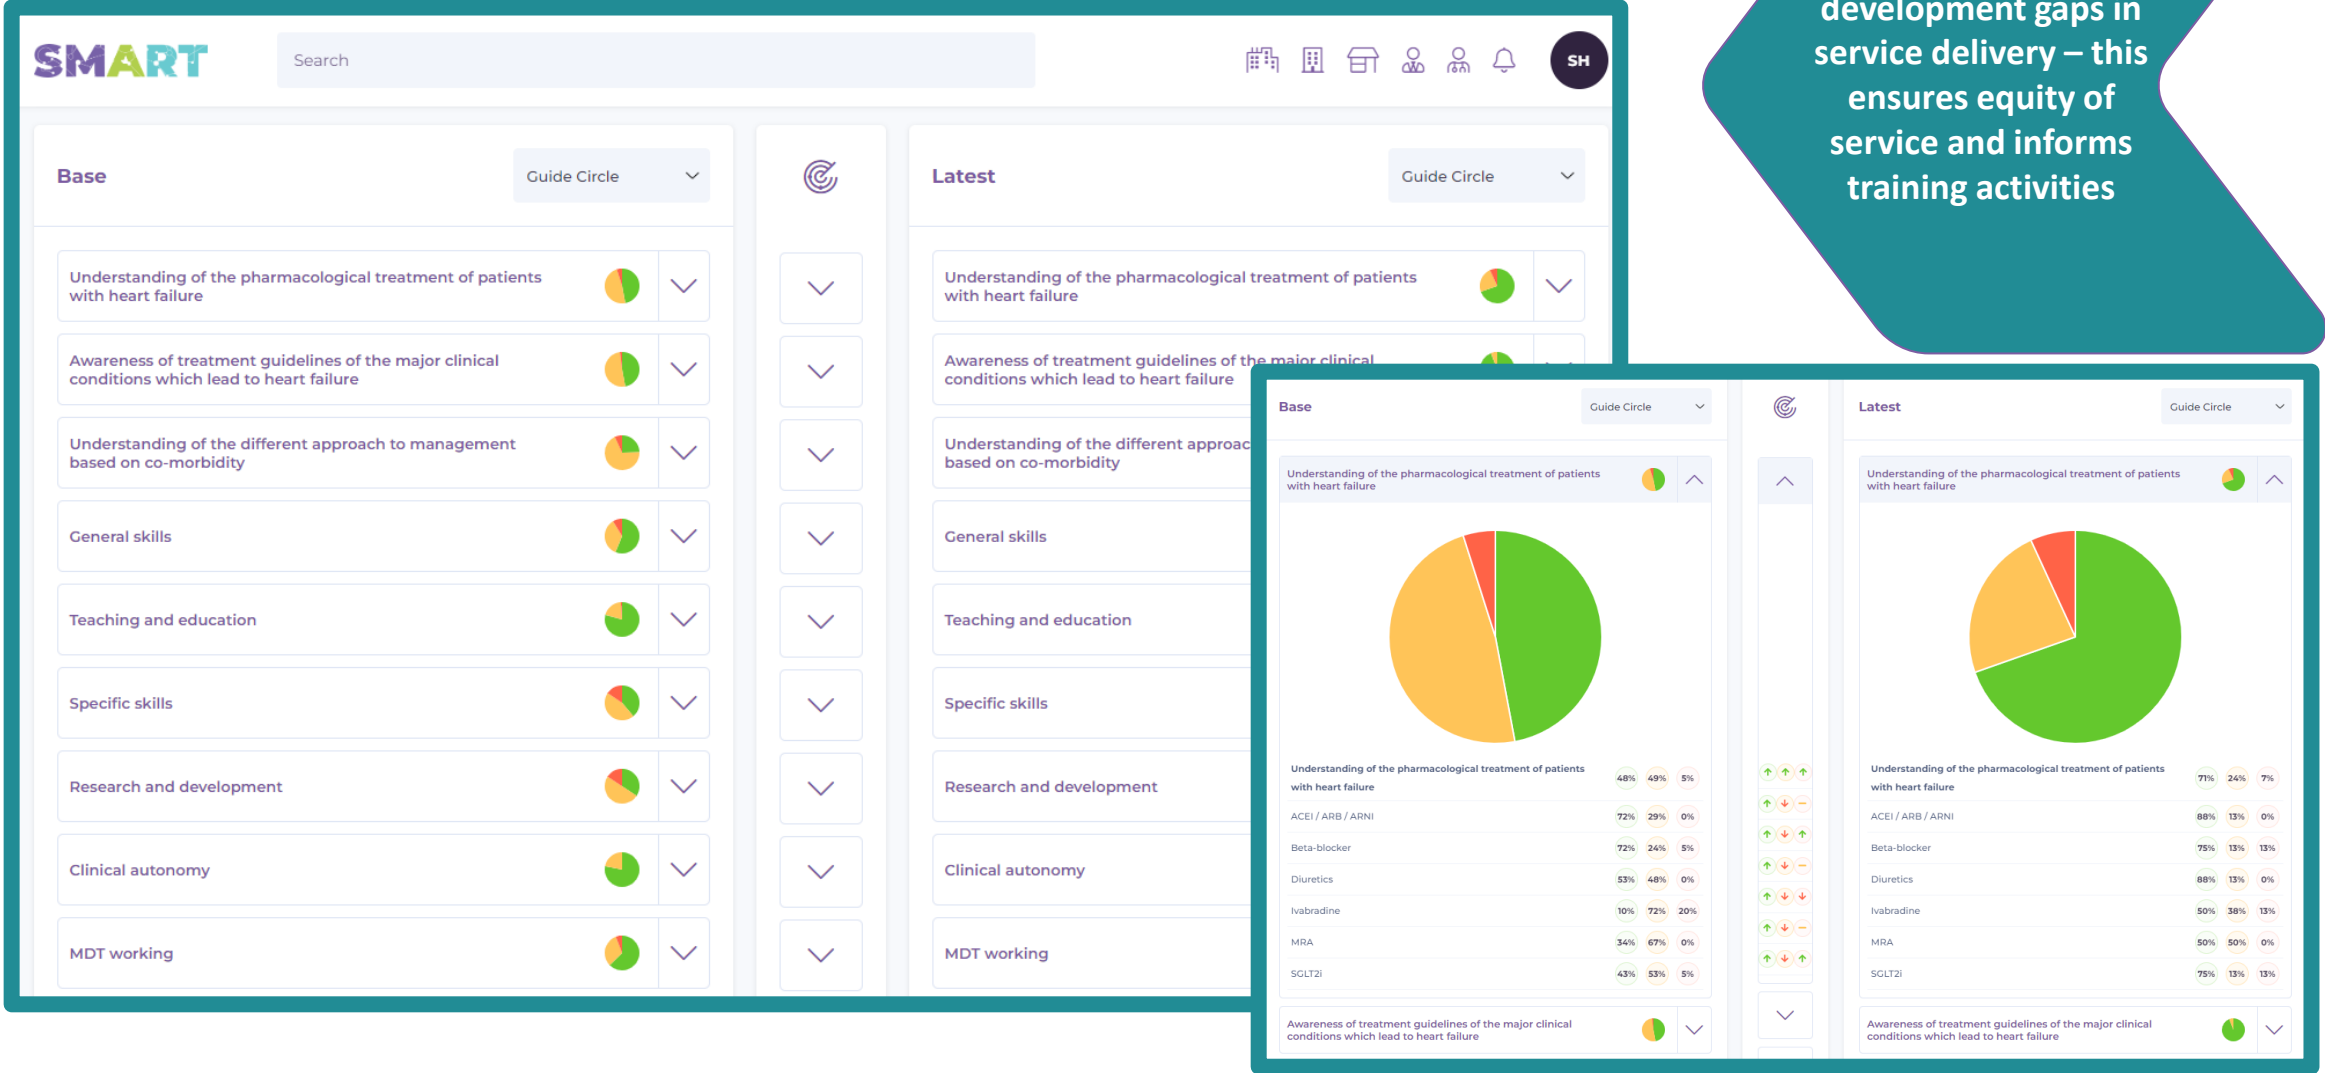 SMART
Search
SH
development gaps in
service delivery – this
ensures equity of
service and informs
training activities
Base
Guide Circle
Understanding of the pharmacological treatment of patients
with heart failure
Awareness of treatment guidelines of the major clinical
conditions which lead to heart failure
Understanding of the different approach to management
based on co-morbidity
General skills
Teaching and education
Specific skills
Research and development
Clinical autonomy
MDT working
Latest
Guide Circle
Understanding of the pharmacological treatment of patients
with heart failure
Awareness of treatment guidelines of the major clinical
conditions which lead to heart failure
Understanding of the different approac
based on co-morbidity
General skills
Teaching and education
Specific skills
Research and development
Clinical autonomy
MDT working
Base
Guide Circle
Understanding of the pharmacological treatment of patients
with heart failure
Understanding of the pharmacological treatment of patients
with heart failure 48% 49% 5%
ACEI / ARB / ARNI 72% 29% 0%
Beta-blocker 72% 24% 5%
Diuretics 53% 48% 0%
Ivabradine 10% 72% 20%
MRA 34% 67% 0%
SGLT2i 43% 53% 5%
Awareness of treatment guidelines of the major clinical
conditions which lead to heart failure
Latest
Guide Circle
Understanding of the pharmacological treatment of patients
with heart failure
Understanding of the pharmacological treatment of patients
with heart failure 71% 24% 7%
ACEI / ARB / ARNI 88% 13% 0%
Beta-blocker 75% 13% 13%
Diuretics 88% 13% 0%
Ivabradine 50% 38% 13%
MRA 50% 50% 0%
SGLT2i 75% 13% 13%
Awareness of treatment guidelines of the major clinical
conditions which lead to heart failure